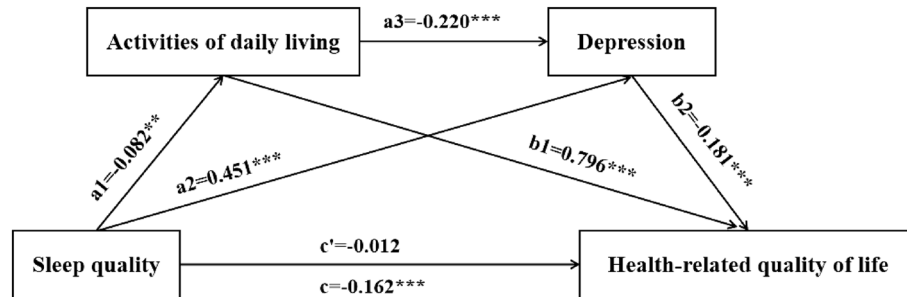 a3=-0.220***
Activities of daily living
Depression
a1=-0.082**
a2=0.451***
b1=0.796***
b2=-0.181***
c'=-0.012
Sleep quality
Health-related quality of life
c=-0.162***